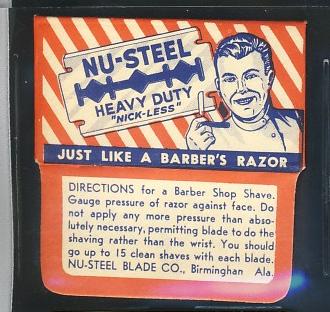 NU-STEEL
HEAVY DUTY
"NICK-LESS"
JUST LIKE A BARBER'S RAZOR
DIRECTIONS for a Barber Shop Shave.
Gauge pressure of razor against face. Do
not apply any more pressure than abso-
lutely necessary, permitting blade to do the
shaving rather than the wrist. You should
go up to 15 clean shaves with each blade.
NU-STEEL BLADE CO., Birminghan Ala.